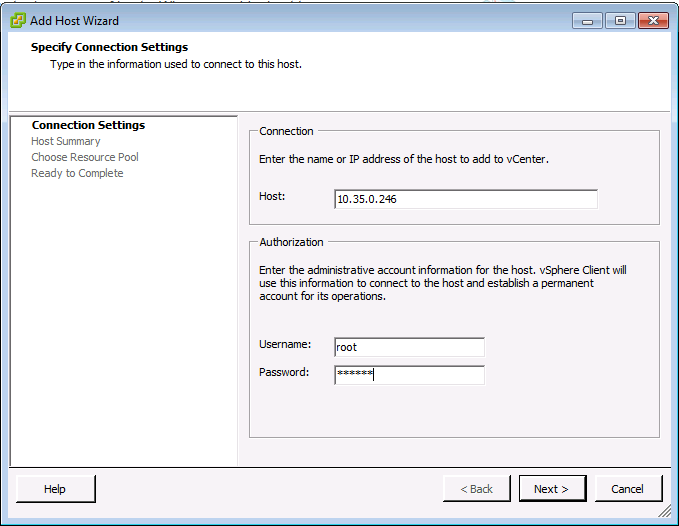 Add Host Wizard
Specify Connection Settings
Type in the information used to connect to this host.
Connection Settings
Host Summary
Choose Resource Pool
Ready to Complete
Connection
Enter the name or IP address of the host to add to vCenter.
Host:
10.35.0.246
Authorization
Enter the administrative account information for the host. vSphere Client will
use this information to connect to the host and establish a permanent
account for its operations.
Username:
root
Password:
******
Help
< Back
Next >
Cancel